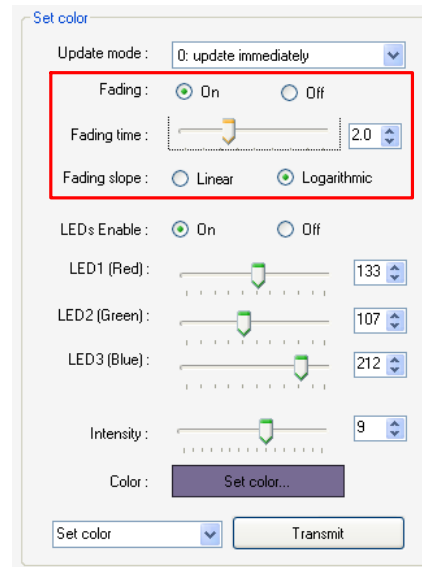 Set color
Update mode : 0: update immediately
Fading : On Off
Fading time : 2.0
Fading slope : Linear Logarithmic
LEDs Enable : On Off
LED1 (Red) : 133
LED2 (Green) : 107
LED3 (Blue) : 212
Intensity : 9
Color : Set color...
Set color Transmit